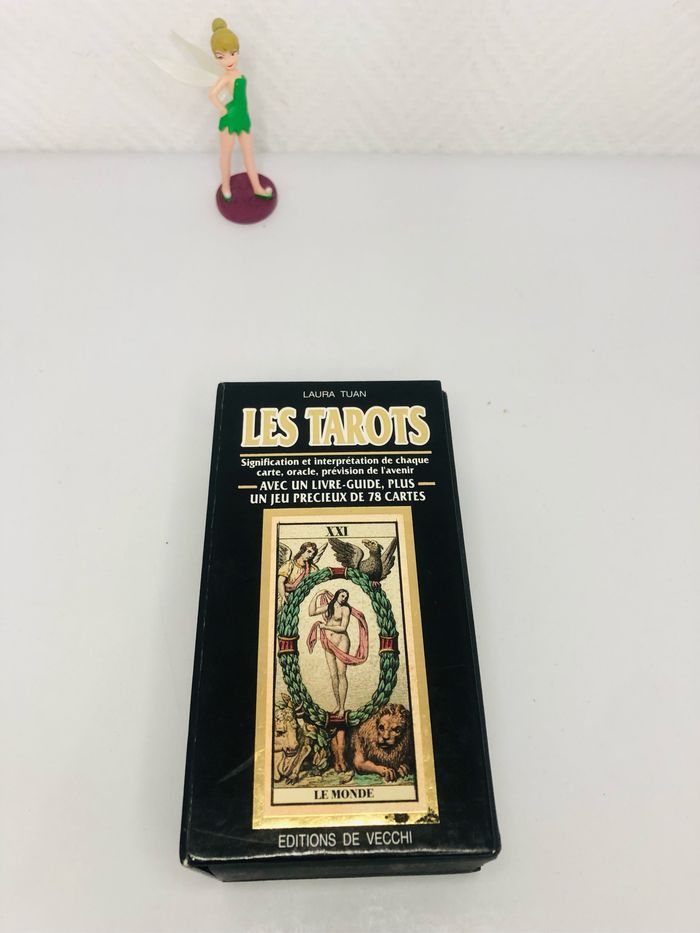 LAURA TUAN
LES TAROTS
Signification et interprétation de chaque
carte, oracle, prévision de l'avenir
AVEC UN LIVRE-GUIDE, PLUS
UN JEU PRECIEUX DE 78 CARTES
XXI
LE MONDE
EDITIONS DE VECCHI